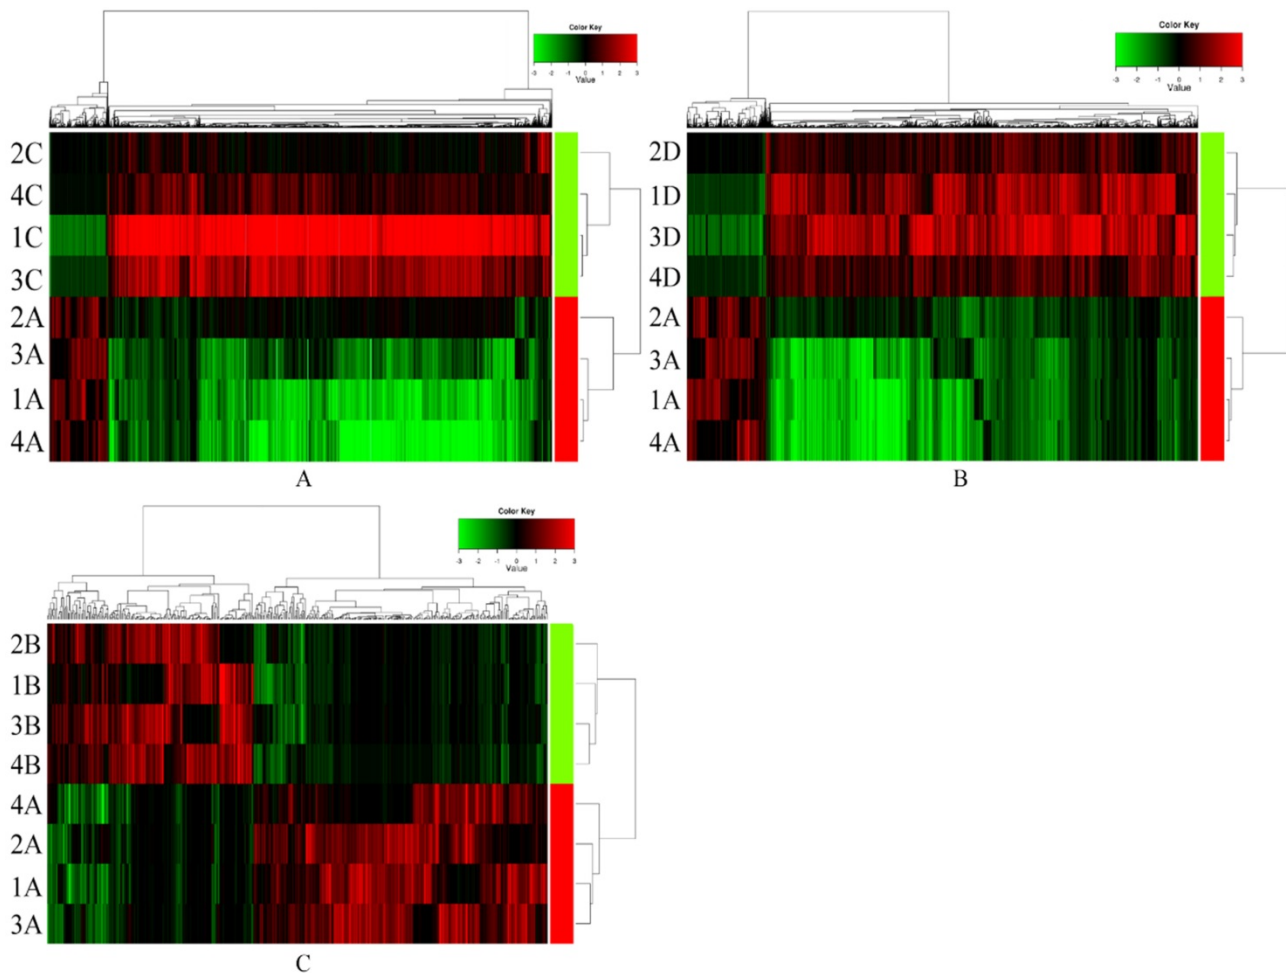 Color Key
-3 -2 -1 0 1 2 3
Value
2C
4C
1C
3C
2A
3A
1A
4A
A
Color Key
-3 -2 -1 0 1 2 3
Value
2D
1D
3D
4D
2A
3A
1A
4A
B
Color Key
-3 -2 -1 0 1 2 3
Value
2B
1B
3B
4B
4A
2A
1A
3A
C